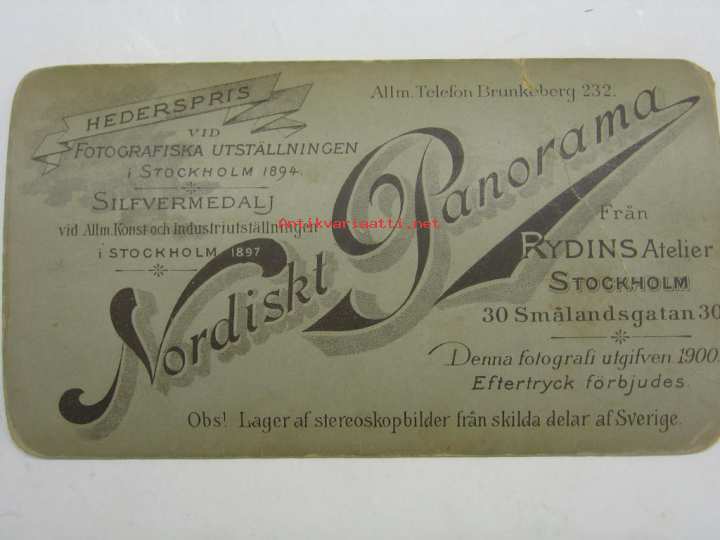 HEDERSPRIS
VID
FOTOGRAFISKA UTSTÄLLNINGEN
I STOCKHOLM 1894.
SILFVERMEDALJ
vid Allm. Konst och Industriutställningen
i STOCKHOLM 1897
Allm. Telefon Brunkeberg 232.
Nordiskt Panorama
Från
RYDINS Atelier
STOCKHOLM
30 Smålandsgatan 30
Denna fotografi utgifven 1900.
Eftertryck förbjudes.
Obs! Lager af stereoskopbilder från skilda delar af Sverige.
Antikvariaatti.net